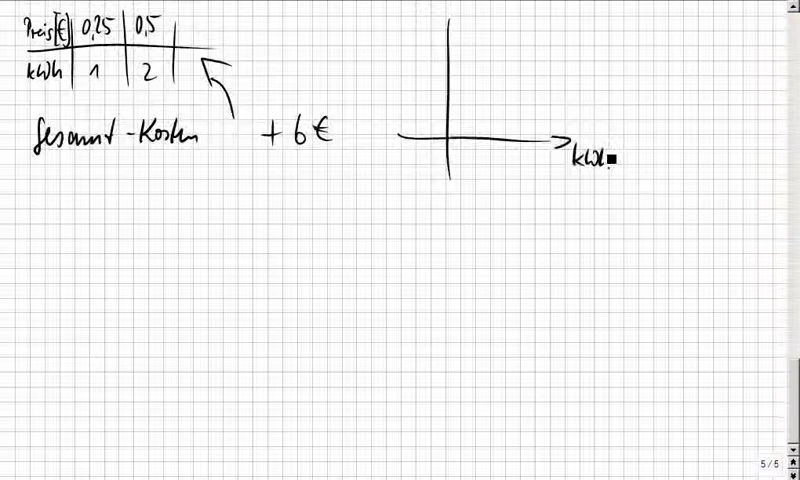 Preis[€] 0,25 0,5
kWh 1 2
Gesamt-Kosten + 6€
kWh
5/5